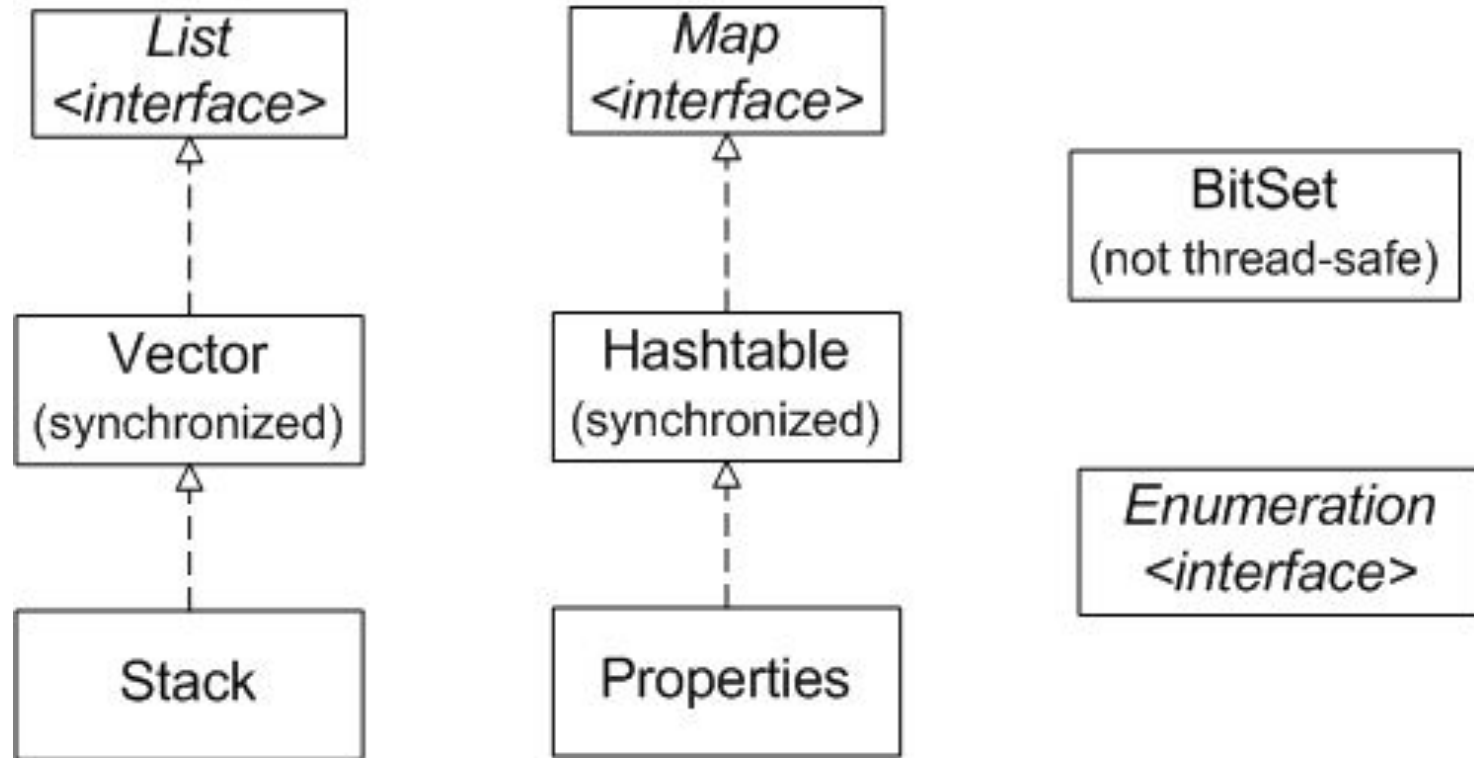 List
<interface>
Vector
(synchronized)
Stack
Map
<interface>
Hashtable
(synchronized)
Properties
BitSet
(not thread-safe)
Enumeration
<interface>